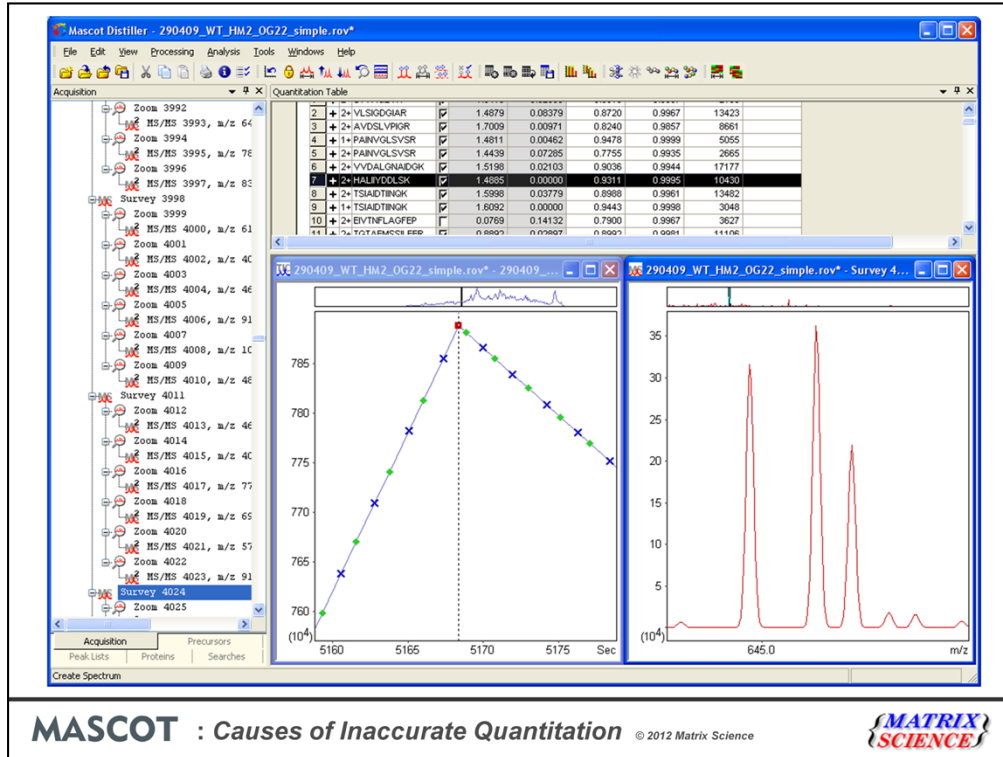 Mascot Distiller - 290409_WT_HM2_OG22_simple.rov*
File Edit View Processing Analysis Tools Windows Help
Acquisition
Zoom 3992
MS/MS 3993, m/z 64
Zoom 3994
MS/MS 3995, m/z 78
Zoom 3996
MS/MS 3997, m/z 83
Survey 3998
Zoom 3999
MS/MS 4000, m/z 61
Zoom 4001
MS/MS 4002, m/z 40
Zoom 4003
MS/MS 4004, m/z 46
Zoom 4005
MS/MS 4006, m/z 91
Zoom 4007
MS/MS 4008, m/z 10
Zoom 4009
MS/MS 4010, m/z 48
Survey 4011
Zoom 4012
MS/MS 4013, m/z 46
Zoom 4014
MS/MS 4015, m/z 40
Zoom 4016
MS/MS 4017, m/z 77
Zoom 4018
MS/MS 4019, m/z 69
Zoom 4020
MS/MS 4021, m/z 57
Zoom 4022
MS/MS 4023, m/z 91
Survey 4024
Zoom 4025
Acquisition Precursors
Peak Lists Proteins Searches
Quantitation Table
2 + 2+ VLSIGDGIAR 1.4879 0.08379 0.8720 0.9967 13423
3 + 2+ AVDSLVPIGR 1.7009 0.00971 0.8240 0.9857 8661
4 + 1+ PAINVGLSVSR 1.4811 0.00462 0.9478 0.9999 5055
5 + 2+ PAINVGLSVSR 1.4439 0.07285 0.7755 0.9935 2665
6 + 2+ VVDALGNAIDGK 1.5198 0.02103 0.9036 0.9944 17177
7 + 2+ HALIIYDDLSK 1.4885 0.00000 0.9311 0.9995 10430
8 + 2+ TSIAIDTIINQK 1.5998 0.03779 0.8988 0.9961 13482
9 + 1+ TSIAIDTIINQK 1.6092 0.00000 0.9443 0.9998 3048
10 + 2+ EIVTNFLAGFEP 0.0769 0.14132 0.7900 0.9967 3627
11 + 2+ TGTAEMSSILEER 0.8892 0.02897 0.8992 0.9981 11106
290409_WT_HM2_OG22_simple.rov* - 290409_...
785
780
775
770
765
760
(10⁴)
5160 5165 5170 5175 Sec
290409_WT_HM2_OG22_simple.rov* - Survey 4...
35
30
25
20
15
10
5
(10⁴)
645.0 m/z
Create Spectrum
MASCOT : Causes of Inaccurate Quantitation © 2012 Matrix Science
{MATRIX
SCIENCE}